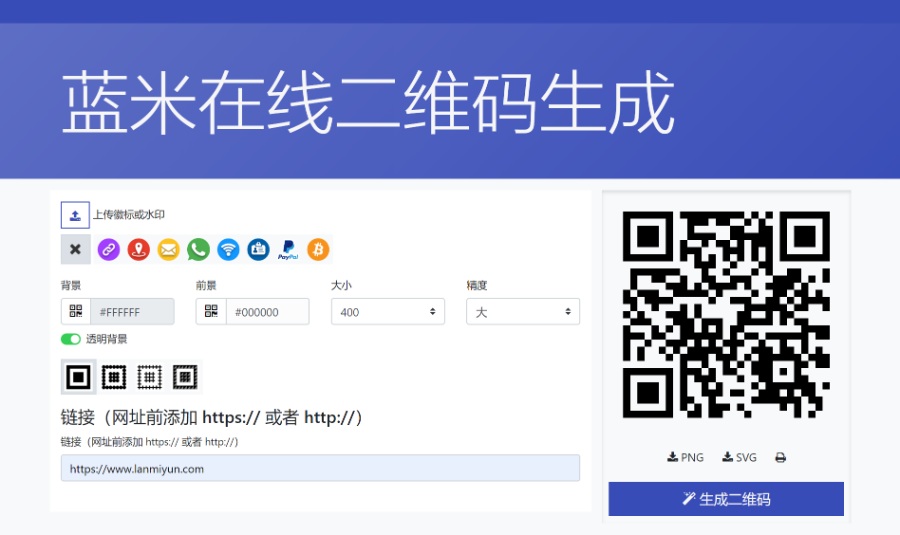 蓝米在线二维码生成
上传徽标或水印
PayPal
背景 前景 大小 精度
#FFFFFF #000000 400 大
透明背景
链接（网址前添加 https:// 或者 http://）
链接（网址前添加 https:// 或者 http://）
https://www.lanmiyun.com
PNG SVG
生成二维码